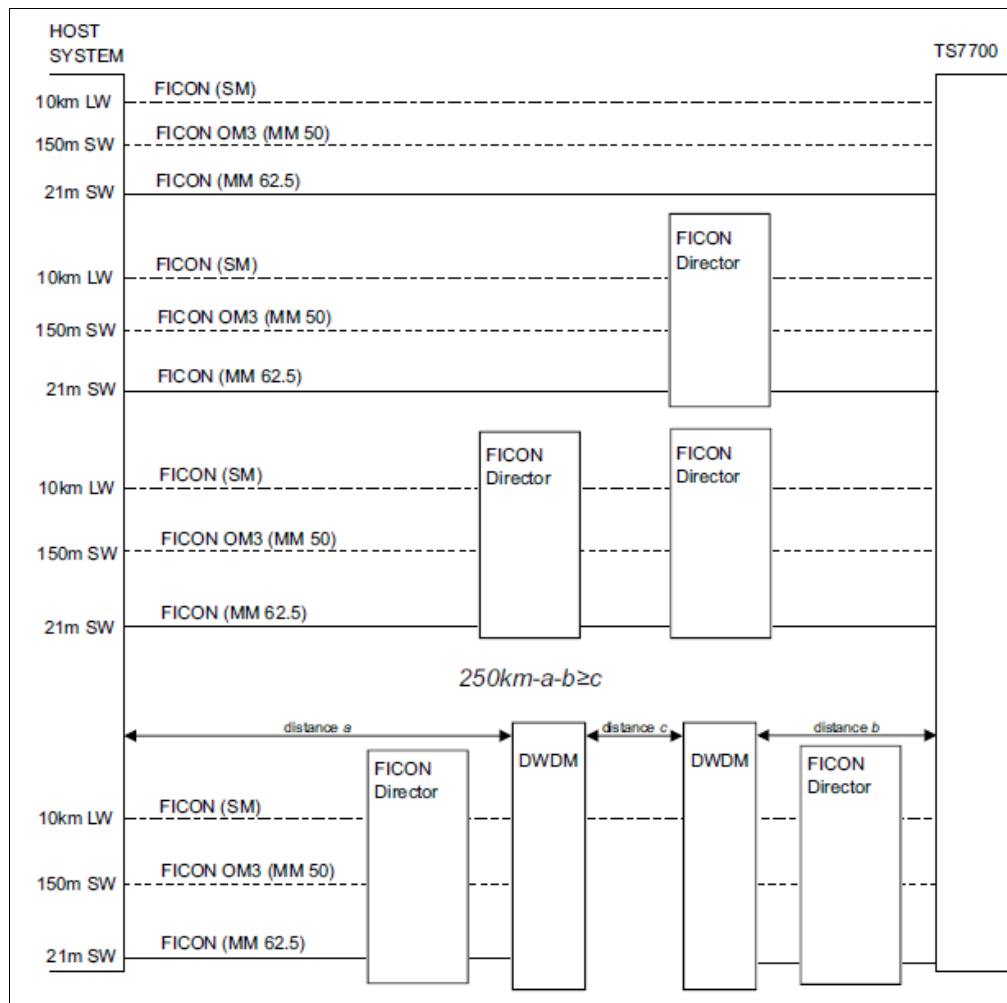 HOST
SYSTEM
TS7700
10km LW
FICON (SM)
150m SW
FICON OM3 (MM 50)
21m SW
FICON (MM 62.5)
FICON
Director
10km LW
FICON (SM)
150m SW
FICON OM3 (MM 50)
21m SW
FICON (MM 62.5)
FICON
Director
FICON
Director
10km LW
FICON (SM)
150m SW
FICON OM3 (MM 50)
21m SW
FICON (MM 62.5)
250km-a-b≥c
distance a
distance c
distance b
FICON
Director
DWDM
DWDM
FICON
Director
10km LW
FICON (SM)
150m SW
FICON OM3 (MM 50)
21m SW
FICON (MM 62.5)